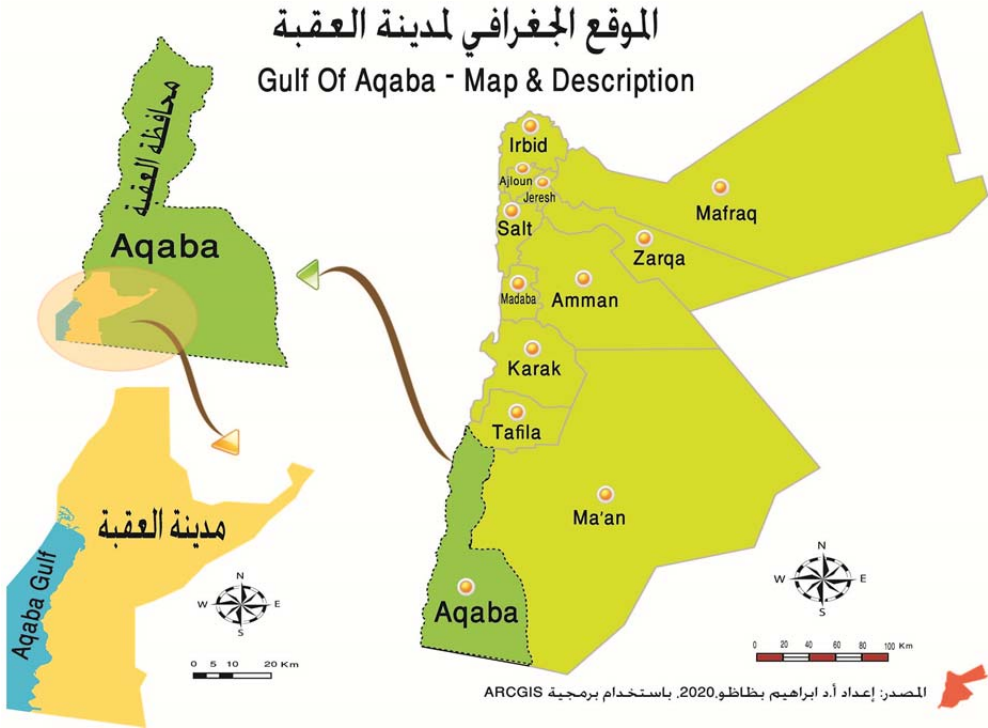 الموقع الجغرافي لمدينة العقبة
Gulf Of Aqaba - Map & Description
محافظة العقبة
Aqaba
مدينة العقبة
Aqaba Gulf
N
W E
S
0 5 10 20 Km
Irbid
Ajloun
Jeresh
Mafraq
Salt
Zarqa
Madaba
Amman
Karak
Tafila
Ma'an
Aqaba
N
W E
S
0 20 40 60 80 100 Km
المصدر: إعداد أ.د ابراهيم بظاظو,2020, باستخدام برمجية ARCGIS